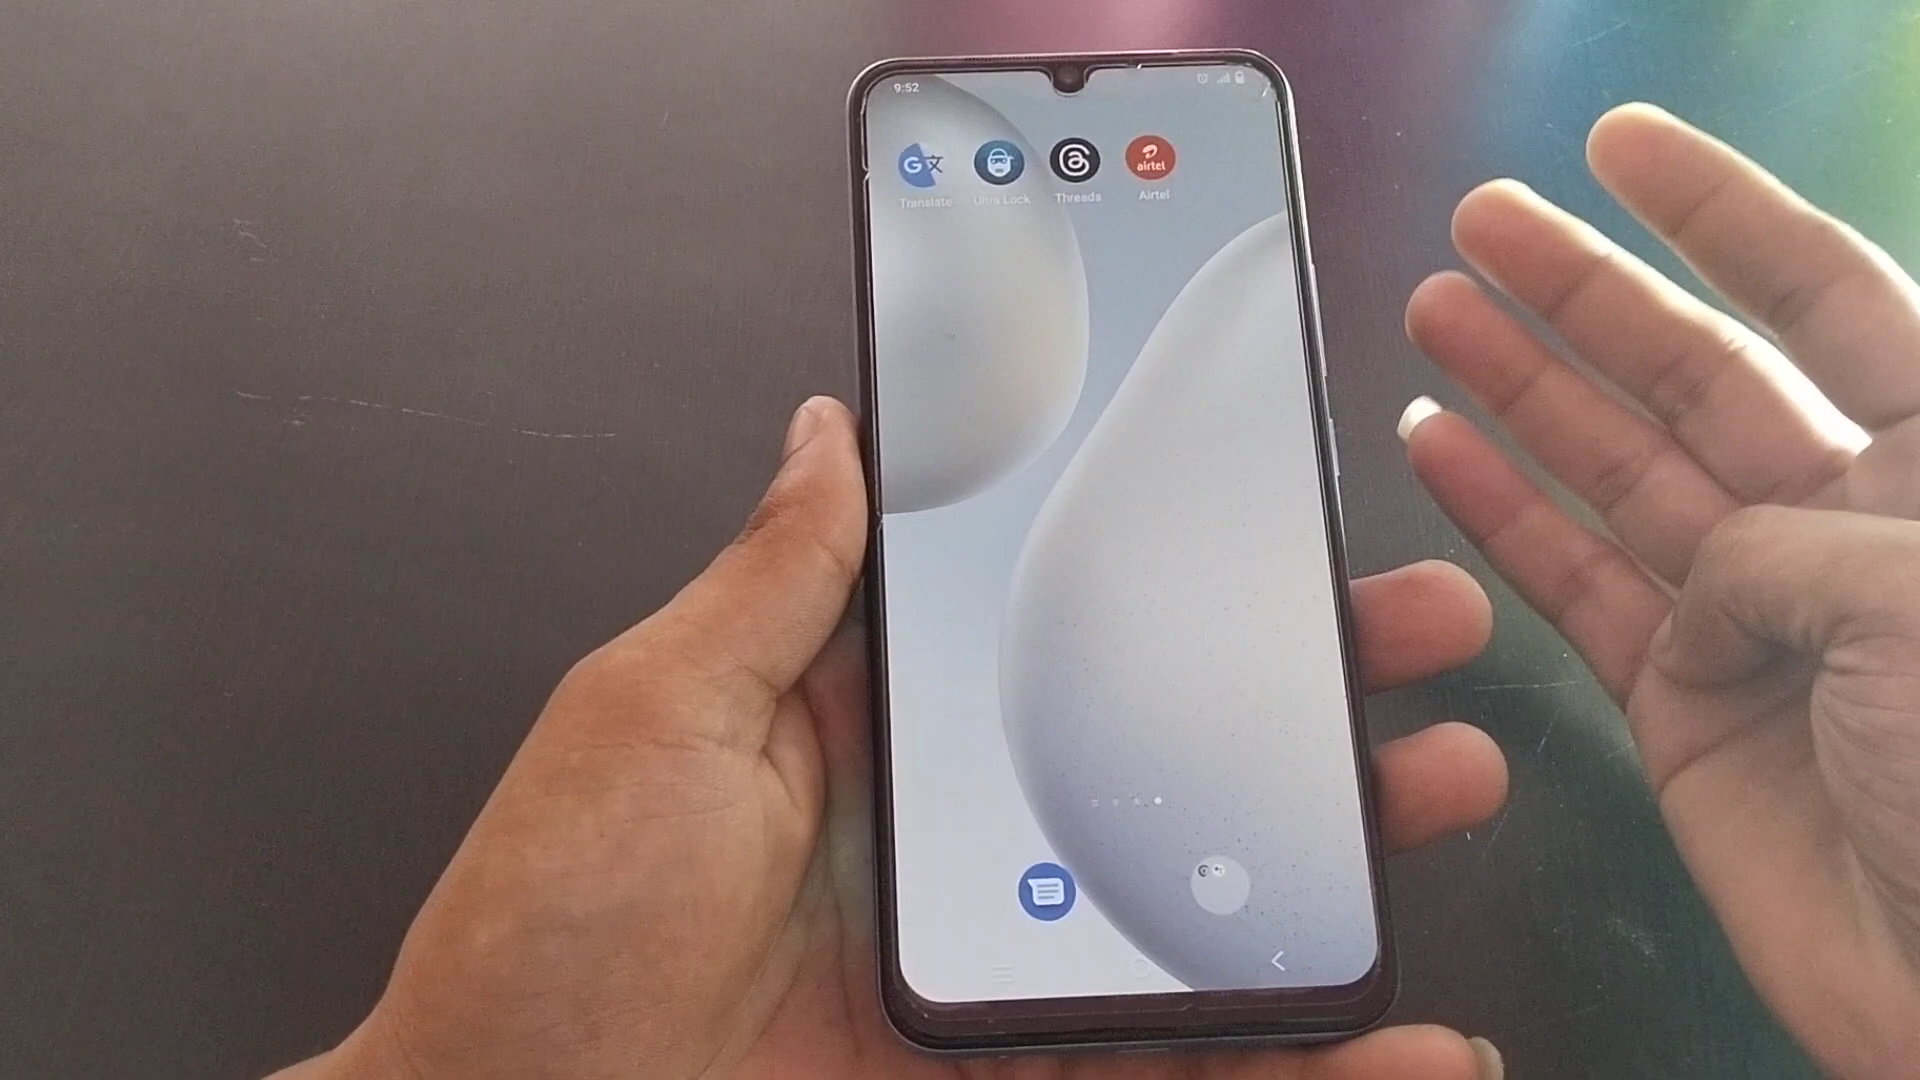 9:52
G文
airtel
Translate
Ultra Lock
Threads
Airtel